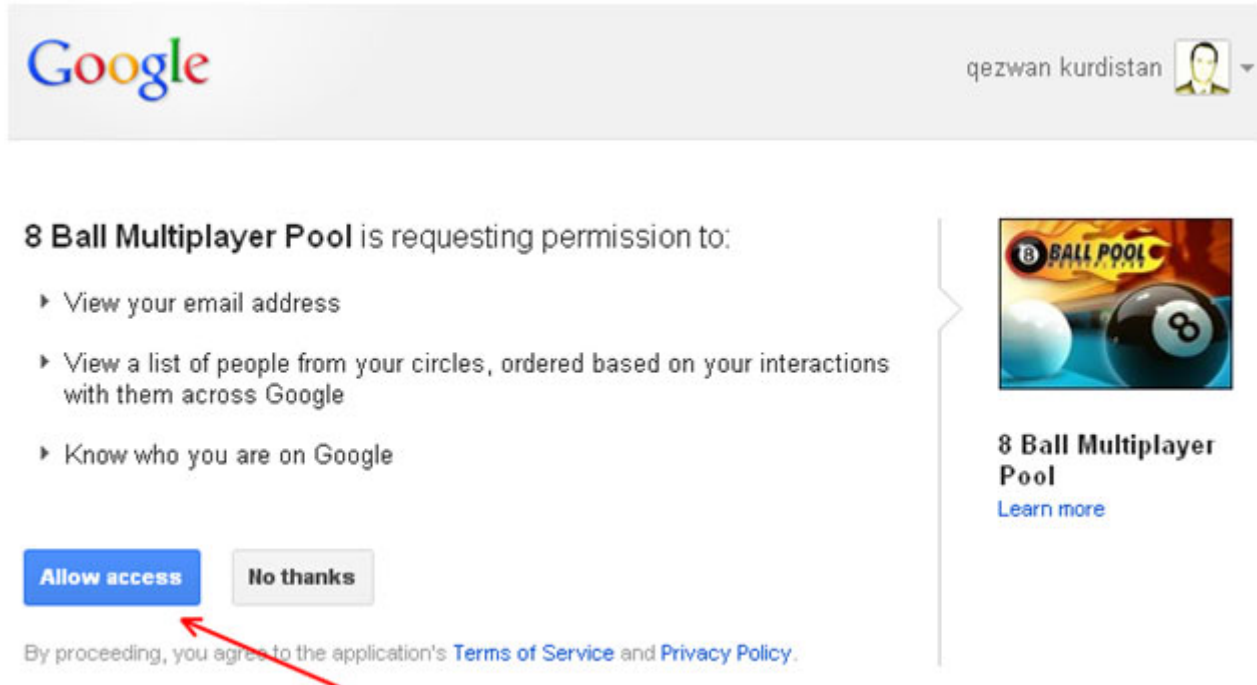 Google
qezwan kurdistan
8 Ball Multiplayer Pool is requesting permission to:
View your email address
View a list of people from your circles, ordered based on your interactions
with them across Google
Know who you are on Google
Allow access
No thanks
By proceeding, you agree to the application's Terms of Service and Privacy Policy.
8 BALL POOL
MULTIPLAYER
8
8 Ball Multiplayer
Pool
Learn more